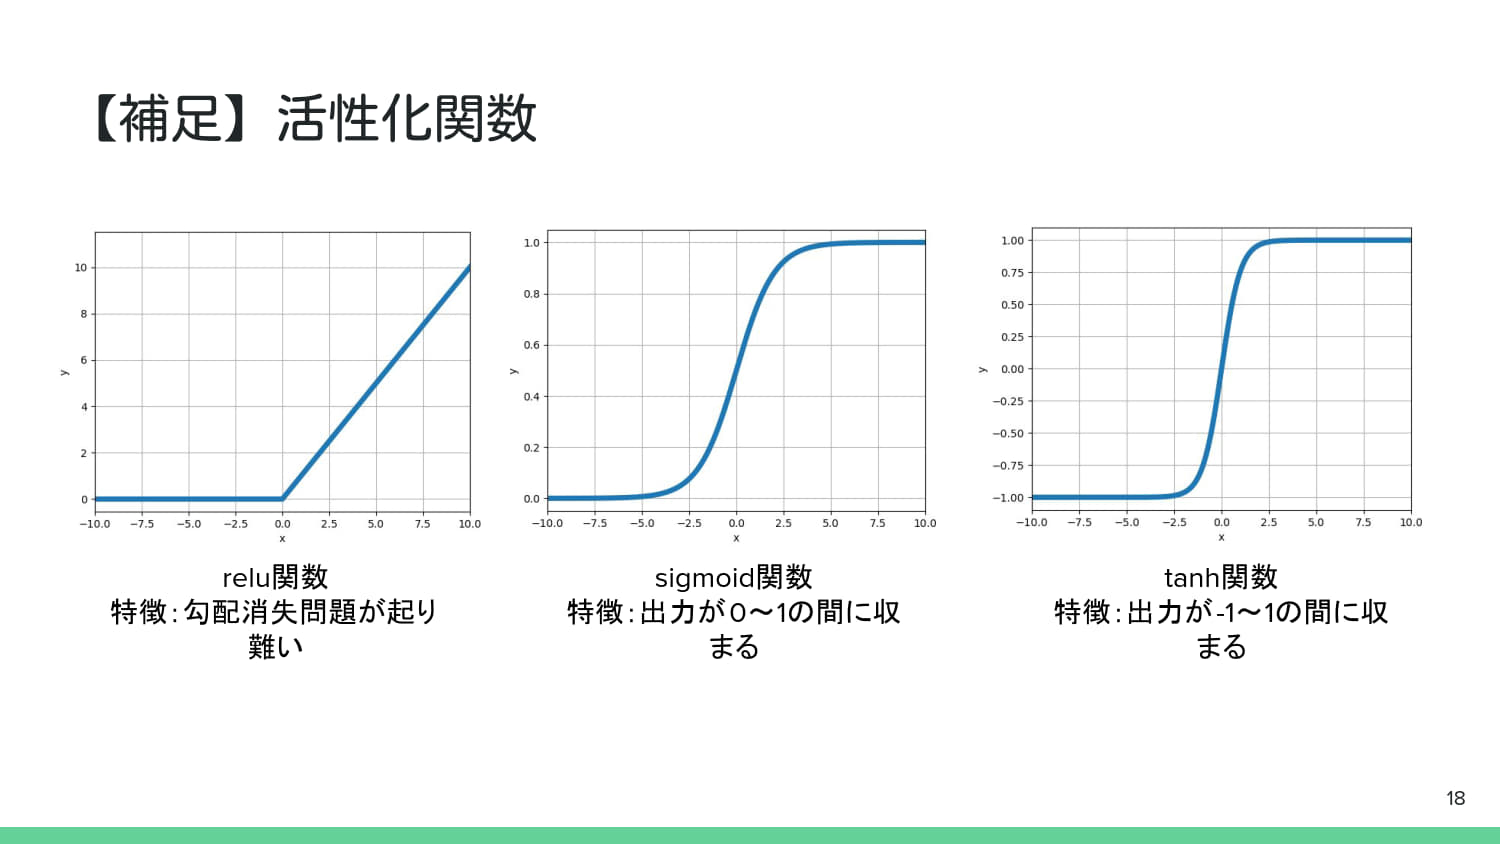 【補足】活性化関数
10
8
6
4
2
0
y
−10.0 −7.5 −5.0 −2.5 0.0 2.5 5.0 7.5 10.0
x
relu関数
特徴：勾配消失問題が起り
難い
1.0
0.8
0.6
0.4
0.2
0.0
y
−10.0 −7.5 −5.0 −2.5 0.0 2.5 5.0 7.5 10.0
x
sigmoid関数
特徴：出力が0〜1の間に収
まる
1.00
0.75
0.50
0.25
0.00
−0.25
−0.50
−0.75
−1.00
y
−10.0 −7.5 −5.0 −2.5 0.0 2.5 5.0 7.5 10.0
x
tanh関数
特徴：出力が-1〜1の間に収
まる
18